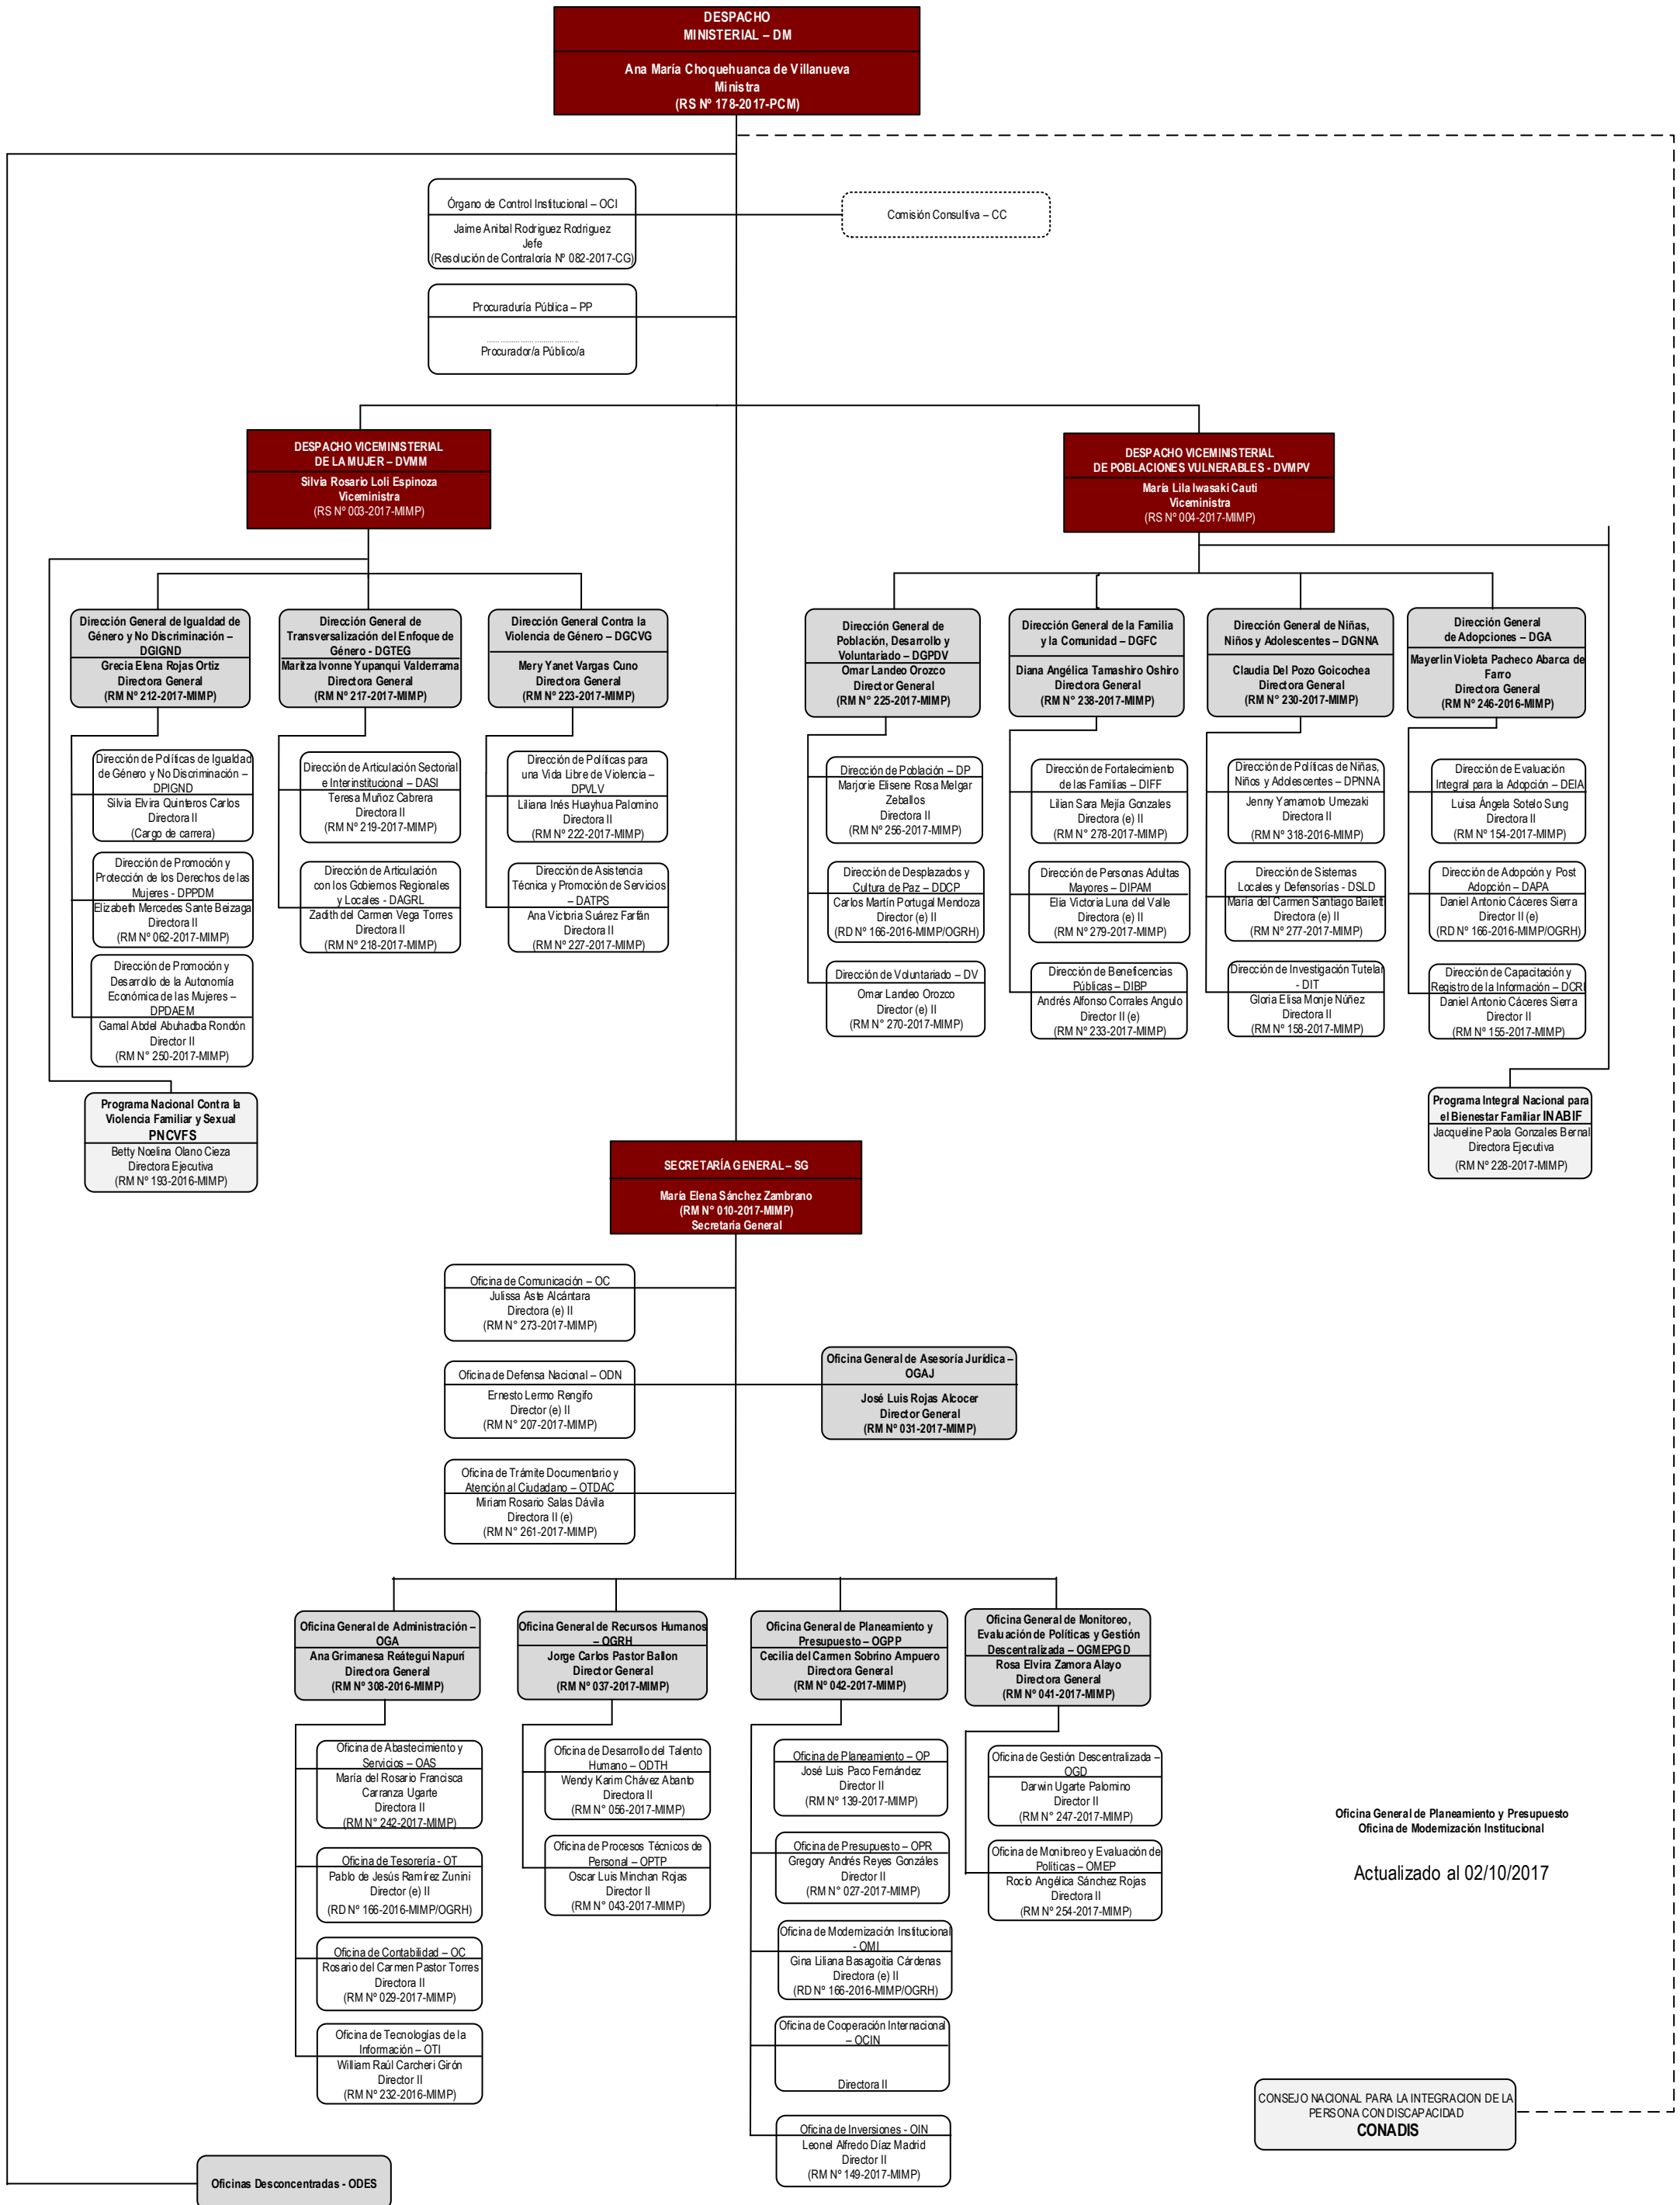 DESPACHO
MINISTERIAL – DM
Ana María Choquehuanca de Villanueva
Ministra
(RS Nº 178-2017-PCM)
Órgano de Control Institucional – OCI
Jaime Anibal Rodriguez Rodriguez
Jefe
(Resolución de Contraloría Nº 082-2017-CG)
Comisión Consultiva – CC
Procuraduría Pública – PP
......................................
Procurador/a Público/a
DESPACHO VICEMINISTERIAL
DE LA MUJER – DVMM
Silvia Rosario Loli Espinoza
Viceministra
(RS Nº 003-2017-MIMP)
DESPACHO VICEMINISTERIAL
DE POBLACIONES VULNERABLES - DVMPV
María Lila Iwasaki Cauti
Viceministra
(RS Nº 004-2017-MIMP)
Dirección General de Igualdad de
Género y No Discriminación –
DGIGND
Grecia Elena Rojas Ortiz
Directora General
(RM Nº 212-2017-MIMP)
Dirección General de
Transversalización del Enfoque de
Género - DGTEG
Maritza Ivonne Yupanqui Valderrama
Directora General
(RM Nº 217-2017-MIMP)
Dirección General Contra la
Violencia de Género – DGCVG
Mery Yanet Vargas Cuno
Directora General
(RM Nº 223-2017-MIMP)
Dirección General de
Población, Desarrollo y
Voluntariado – DGPDV
Omar Landeo Orozco
Director General
(RM N° 225-2017-MIMP)
Dirección General de la Familia
y la Comunidad – DGFC
Diana Angélica Tamashiro Oshiro
Directora General
(RM Nº 238-2017-MIMP)
Dirección General de Niñas,
Niños y Adolescentes – DGNNA
Claudia Del Pozo Goicochea
Directora General
(RM Nº 230-2017-MIMP)
Dirección General
de Adopciones – DGA
Mayerlin Violeta Pacheco Abarca de
Farro
Directora General
(RM Nº 246-2016-MIMP)
Dirección de Políticas de Igualdad
de Género y No Discriminación –
DPIGND
Silvia Elvira Quinteros Carlos
Directora II
(Cargo de carrera)
Dirección de Promoción y
Protección de los Derechos de las
Mujeres - DPPDM
Elizabeth Mercedes Sante Beizaga
Directora II
(RM Nº 062-2017-MIMP)
Dirección de Promoción y
Desarrollo de la Autonomía
Económica de las Mujeres –
DPDAEM
Gamal Abdel Abuhadba Rondón
Director II
(RM N° 250-2017-MIMP)
Dirección de Articulación Sectorial
e Interinstitucional – DASI
Teresa Muñoz Cabrera
Directora II
(RM Nº 219-2017-MIMP)
Dirección de Articulación
con los Gobiernos Regionales
y Locales - DAGRL
Zadith del Carmen Vega Torres
Directora II
(RM N° 218-2017-MIMP)
Dirección de Políticas para
una Vida Libre de Violencia –
DPVLV
Liliana Inés Huayhua Palomino
Directora II
(RM Nº 222-2017-MIMP)
Dirección de Asistencia
Técnica y Promoción de Servicios
– DATPS
Ana Victoria Suárez Farfán
Directora II
(RM Nº 227-2017-MIMP)
Dirección de Población – DP
Marjorie Elisene Rosa Melgar
Zeballos
Directora II
(RM N° 256-2017-MIMP)
Dirección de Desplazados y
Cultura de Paz – DDCP
Carlos Martín Portugal Mendoza
Director (e) II
(RD Nº 166-2016-MIMP/OGRH)
Dirección de Voluntariado – DV
Omar Landeo Orozco
Director (e) II
(RM N° 270-2017-MIMP)
Dirección de Fortalecimiento
de las Familias – DIFF
Lilian Sara Mejía Gonzales
Directora (e) II
(RM N° 278-2017-MIMP)
Dirección de Personas Adultas
Mayores – DIPAM
Elia Victoria Luna del Valle
Directora (e) II
(RM N° 279-2017-MIMP)
Dirección de Beneficencias
Públicas – DIBP
Andrés Alfonso Corrales Angulo
Director II (e)
(RM N° 233-2017-MIMP)
Dirección de Políticas de Niñas,
Niños y Adolescentes – DPNNA
Jenny Yamamoto Umezaki
Directora II
(RM Nº 318-2016-MIMP)
Dirección de Sistemas
Locales y Defensorías - DSLD
María del Carmen Santiago Bailett
Directora (e) II
(RM N° 277-2017-MIMP)
Dirección de Investigación Tutelar
- DIT
Gloria Elisa Monje Núñez
Directora II
(RM Nº 158-2017-MIMP)
Dirección de Evaluación
Integral para la Adopción – DEIA
Luisa Ángela Sotelo Sung
Directora II
(RM Nº 154-2017-MIMP)
Dirección de Adopción y Post
Adopción – DAPA
Daniel Antonio Cáceres Sierra
Director II (e)
(RD Nº 166-2016-MIMP/OGRH)
Dirección de Capacitación y
Registro de la Información – DCRI
Daniel Antonio Cáceres Sierra
Director II
(RM Nº 155-2017-MIMP)
Programa Nacional Contra la
Violencia Familiar y Sexual
PNCVFS
Betty Noelina Olano Cieza
Directora Ejecutiva
(RM Nº 193-2016-MIMP)
Programa Integral Nacional para
el Bienestar Familiar INABIF
Jacqueline Paola Gonzales Bernal
Directora Ejecutiva
(RM Nº 228-2017-MIMP)
SECRETARÍA GENERAL – SG
María Elena Sánchez Zambrano
(RM N° 010-2017-MIMP)
Secretaria General
Oficina de Comunicación – OC
Julissa Aste Alcántara
Directora (e) II
(RM N° 273-2017-MIMP)
Oficina de Defensa Nacional – ODN
Ernesto Lermo Rengifo
Director (e) II
(RM N° 207-2017-MIMP)
Oficina General de Asesoría Jurídica –
OGAJ
José Luis Rojas Alcocer
Director General
(RM Nº 031-2017-MIMP)
Oficina de Trámite Documentario y
Atención al Ciudadano – OTDAC
Miriam Rosario Salas Dávila
Directora II (e)
(RM N° 261-2017-MIMP)
Oficina General de Administración –
OGA
Ana Grimanesa Reátegui Napurí
Directora General
(RM Nº 308-2016-MIMP)
Oficina General de Recursos Humanos
– OGRH
Jorge Carlos Pastor Ballon
Director General
(RM Nº 037-2017-MIMP)
Oficina General de Planeamiento y
Presupuesto – OGPP
Cecilia del Carmen Sobrino Ampuero
Directora General
(RM Nº 042-2017-MIMP)
Oficina General de Monitoreo,
Evaluación de Políticas y Gestión
Descentralizada – OGMEPGD
Rosa Elvira Zamora Alayo
Directora General
(RM Nº 041-2017-MIMP)
Oficina de Abastecimiento y
Servicios – OAS
María del Rosario Francisca
Carranza Ugarte
Directora II
(RM N° 242-2017-MIMP)
Oficina de Tesorería - OT
Pablo de Jesús Ramírez Zunini
Director (e) II
(RD Nº 166-2016-MIMP/OGRH)
Oficina de Contabilidad – OC
Rosario del Carmen Pastor Torres
Directora II
(RM Nº 029-2017-MIMP)
Oficina de Tecnologías de la
Información – OTI
William Raúl Carcheri Girón
Director II
(RM Nº 232-2016-MIMP)
Oficina de Desarrollo del Talento
Humano – ODTH
Wendy Karim Chávez Abanto
Directora II
(RM N° 056-2017-MIMP)
Oficina de Procesos Técnicos de
Personal – OPTP
Oscar Luis Minchan Rojas
Director II
(RM N° 043-2017-MIMP)
Oficina de Planeamiento – OP
José Luis Paco Fernández
Director II
(RM N° 139-2017-MIMP)
Oficina de Presupuesto – OPR
Gregory Andrés Reyes Gonzáles
Director II
(RM N° 027-2017-MIMP)
Oficina de Modernización Institucional
- OMI
Gina Liliana Basagoitia Cárdenas
Directora (e) II
(RD Nº 166-2016-MIMP/OGRH)
Oficina de Cooperación Internacional
– OCIN
Directora II
Oficina de Inversiones - OIN
Leonel Alfredo Díaz Madrid
Director II
(RM Nº 149-2017-MIMP)
Oficina de Gestión Descentralizada –
OGD
Darwin Ugarte Palomino
Director II
(RM N° 247-2017-MIMP)
Oficina de Monitoreo y Evaluación de
Políticas – OMEP
Rocío Angélica Sánchez Rojas
Directora II
(RM N° 254-2017-MIMP)
Oficina General de Planeamiento y Presupuesto
Oficina de Modernización Institucional
Actualizado al 02/10/2017
CONSEJO NACIONAL PARA LA INTEGRACION DE LA
PERSONA CON DISCAPACIDAD
CONADIS
Oficinas Desconcentradas - ODES